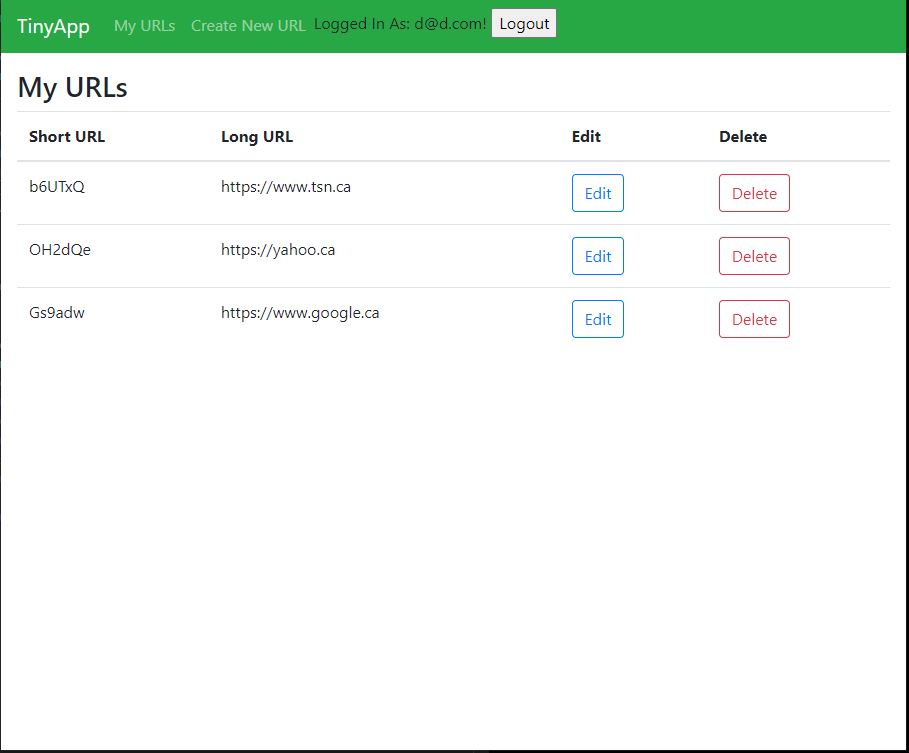 TinyApp My URLs Create New URL Logged In As: d@d.com! Logout
My URLs
Short URL Long URL Edit Delete
b6UTxQ https://www.tsn.ca Edit Delete
OH2dQe https://yahoo.ca Edit Delete
Gs9adw https://www.google.ca Edit Delete